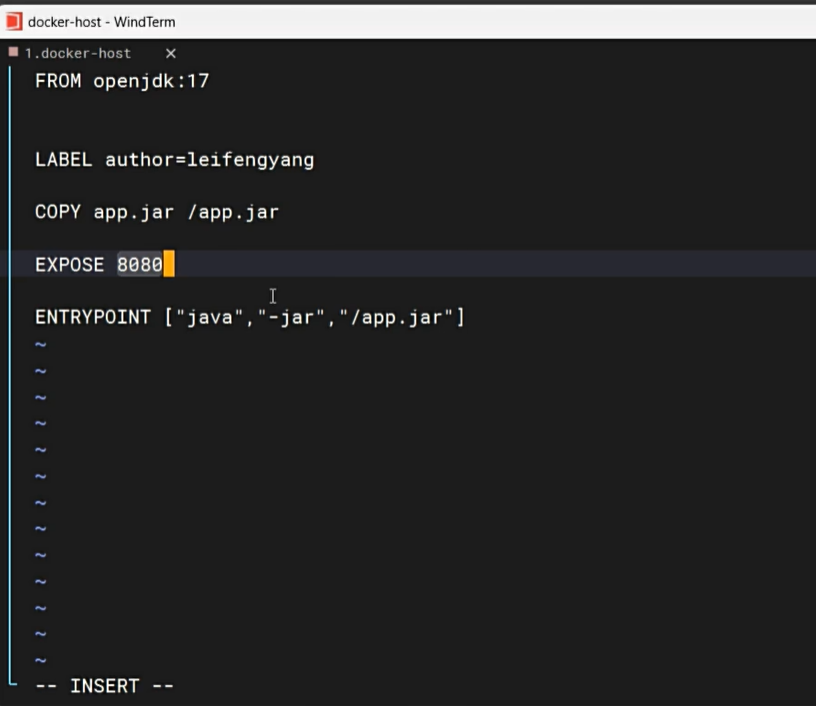 docker-host - WindTerm
1.docker-host ×
FROM openjdk:17
LABEL author=leifengyang
COPY app.jar /app.jar
EXPOSE 8080
ENTRYPOINT ["java","-jar","/app.jar"]
~
~
~
~
~
~
~
~
~
~
~
~
~
-- INSERT --